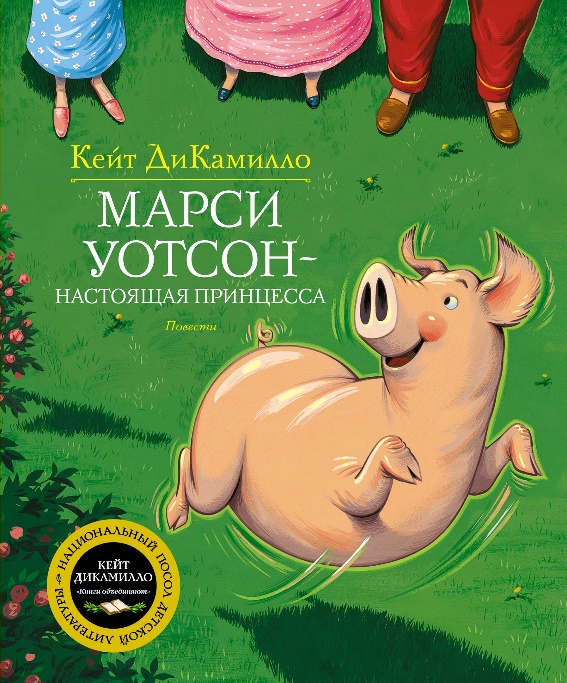 Кейт ДиКамилло
МАРСИ
УОТСОН-
НАСТОЯЩАЯ ПРИНЦЕССА
Повести
НАЦИОНАЛЬНЫЙ ПОСОЛ ДЕТСКОЙ ЛИТЕРАТУРЫ
КЕЙТ
ДИКАМИЛЛО
«Книги объединяют»